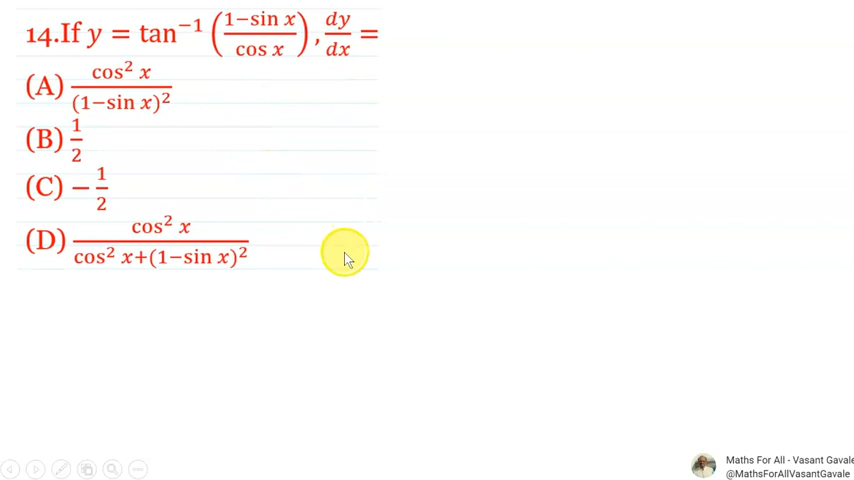 14.If y = tan⁻¹ ((1−sin x)/(cos x)), dy/dx =
(A) cos² x/(1−sin x)²
(B) 1/2
(C) −1/2
(D) cos² x/(cos² x+(1−sin x)²)
Maths For All - Vasant Gavale
@MathsForAllVasantGavale